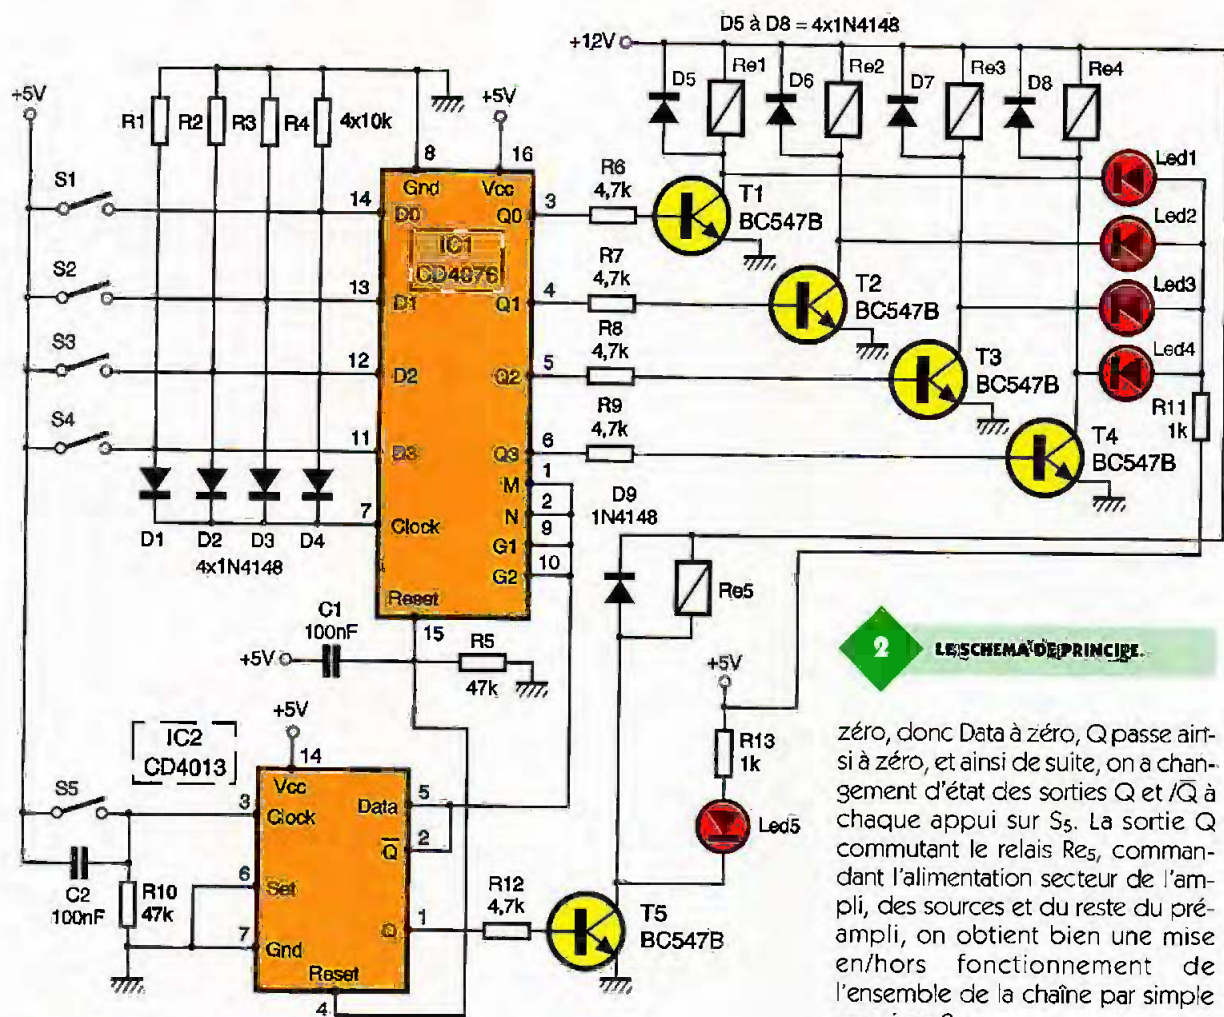 D5 à D8 = 4x1N4148
+12V
+5V
R1
R2
R3
R4
4x10k
+5V
D5
Re1
D6
Re2
D7
Re3
D8
Re4
8
16
Gnd
Vcc
S1
14
D0
Q0
3
R6
4,7k
T1
BC547B
Led1
IC1
CD4076
S2
13
D1
Q1
4
R7
4,7k
T2
BC547B
Led2
S3
12
D2
Q2
5
R8
4,7k
T3
BC547B
Led3
S4
11
D3
Q3
6
R9
4,7k
T4
BC547B
Led4
R11
1k
M
1
N
2
G1
9
G2
10
7
Clock
D1
D2
D3
D4
4x1N4148
Reset
15
D9
1N4148
Re5
C1
100nF
+5V
R5
47k
+5V
R13
1k
Led5
IC2
CD4013
+5V
14
Vcc
S5
3
Clock
Data
5
Q̅
2
C2
100nF
R10
47k
6
Set
7
Gnd
Q
1
R12
4,7k
T5
BC547B
Reset
4
2
LE SCHEMA DE PRINCIPE.
zéro, donc Data à zéro, Q passe ain-
si à zéro, et ainsi de suite, on a chan-
gement d'état des sorties Q et /Q̅ à
chaque appui sur S5. La sortie Q
commutant le relais Re5, comman-
dant l'alimentation secteur de l'am-
pli, des sources et du reste du pré-
ampli, on obtient bien une mise
en/hors fonctionnement de
l'ensemble de la chaîne par simple